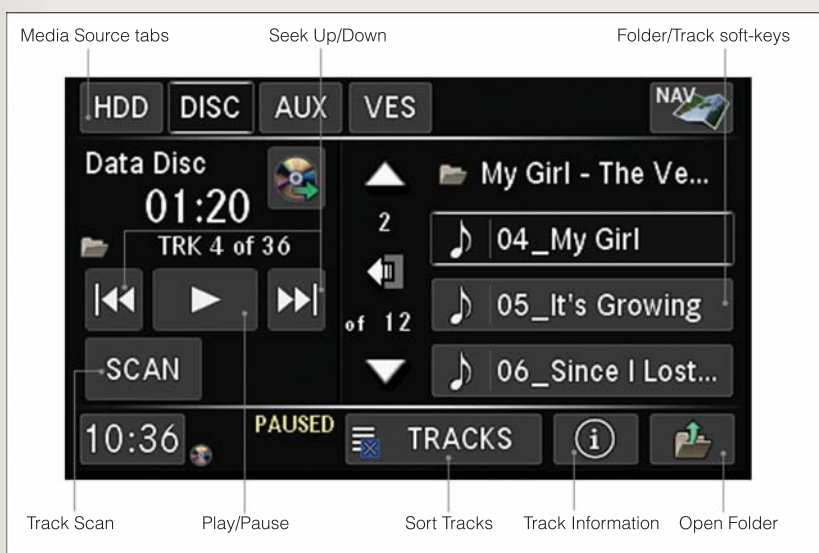 Media Source tabs
Seek Up/Down
Folder/Track soft-keys
HDD
DISC
AUX
VES
NAV
Data Disc
01:20
TRK 4 of 36
SCAN
2
of 12
My Girl - The Ve...
04_My Girl
05_It's Growing
06_Since I Lost...
10:36
PAUSED
TRACKS
i
Track Scan
Play/Pause
Sort Tracks
Track Information
Open Folder